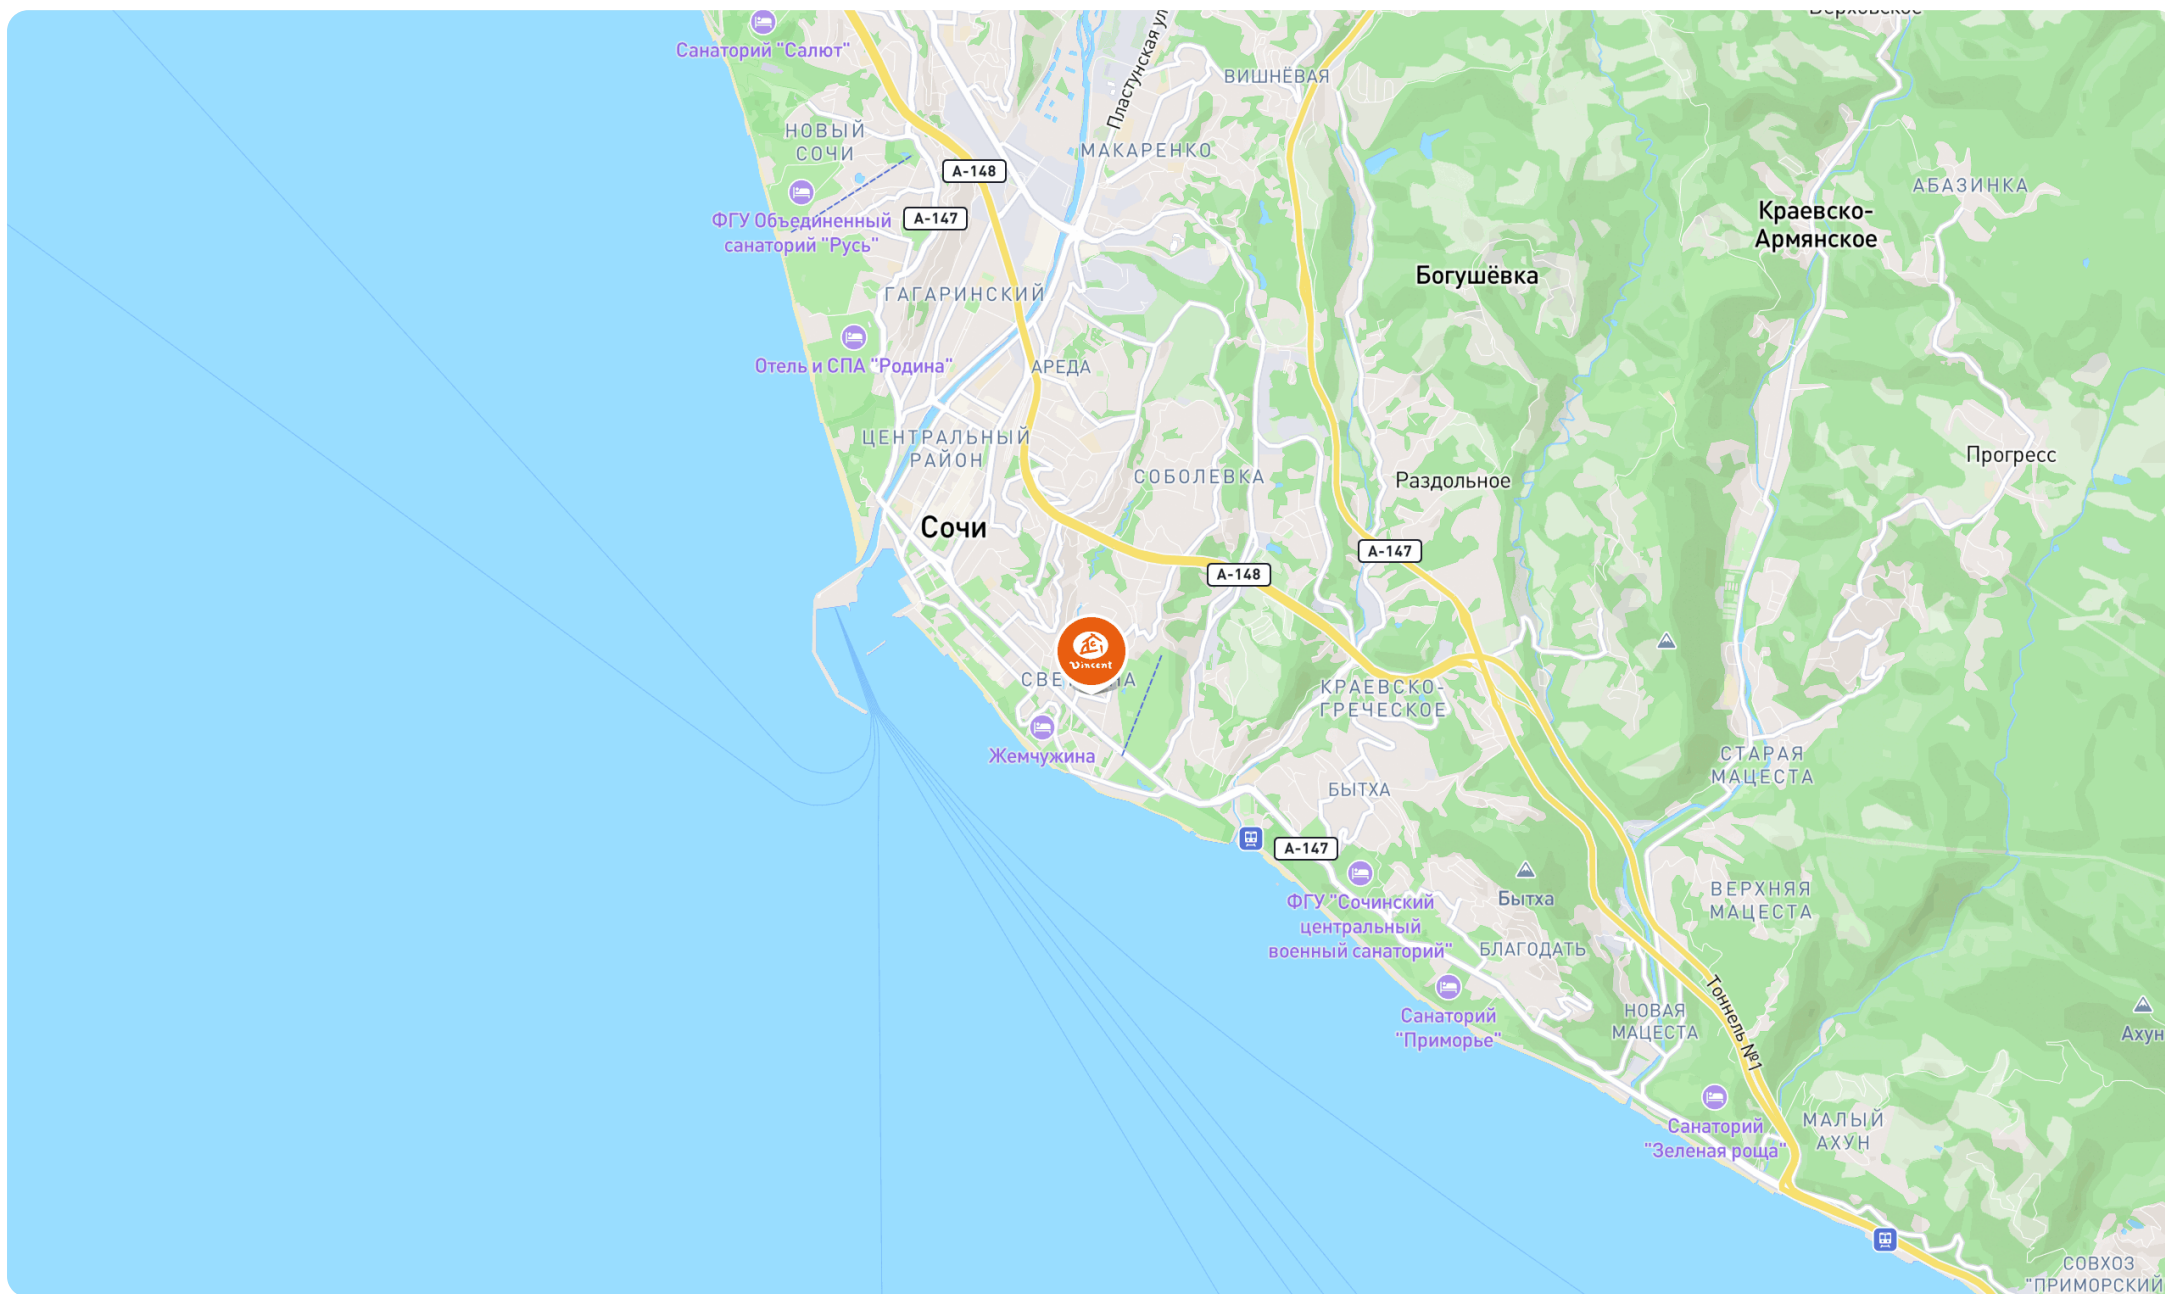 Верховское
Санаторий "Салют"
Пластунская ул
ВИШНЁВАЯ
НОВЫЙ
СОЧИ
МАКАРЕНКО
А-148
АБАЗИНКА
А-147
ФГУ Объединенный
санаторий "Русь"
Краевско-
Армянское
Богушёвка
ГАГАРИНСКИЙ
Отель и СПА "Родина"
АРЕДА
ЦЕНТРАЛЬНЫЙ
РАЙОН
Прогресс
СОБОЛЕВКА
Раздольное
Сочи
А-147
А-148
Vincent
СВЕ
НА
КРАЕВСКО-
ГРЕЧЕСКОЕ
Жемчужина
СТАРАЯ
МАЦЕСТА
БЫТХА
А-147
ФГУ "Сочинский
центральный
военный санаторий"
Бытха
ВЕРХНЯЯ
МАЦЕСТА
БЛАГОДАТЬ
Санаторий
"Приморье"
НОВАЯ
МАЦЕСТА
Тоннель №1
Ахун
Санаторий
"Зеленая роща"
МАЛЫЙ
АХУН
СОВХОЗ
"ПРИМОРСКИЙ